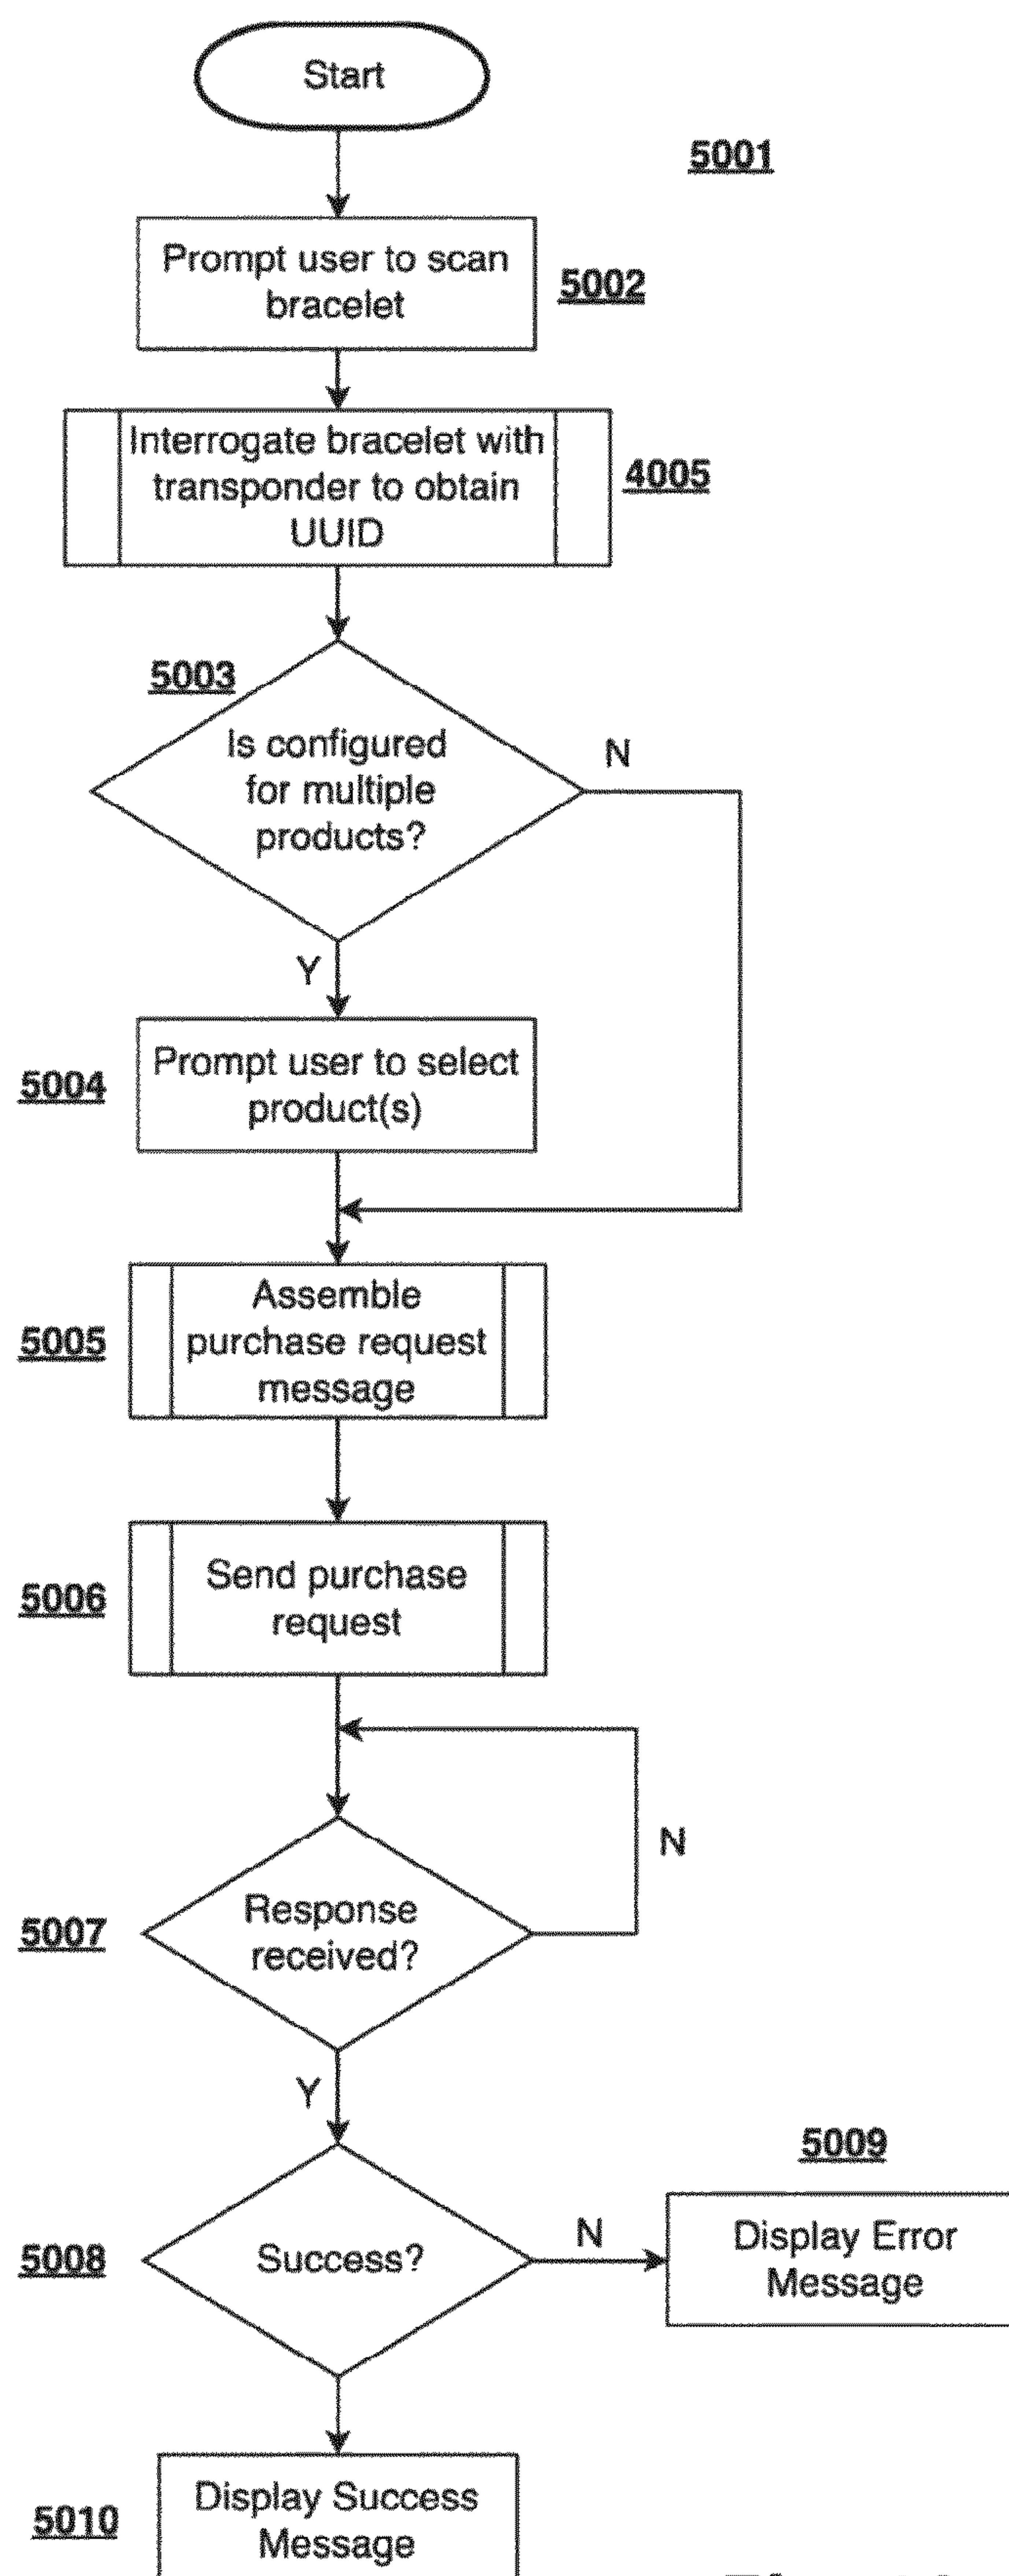 Start
5001
Prompt user to scan
bracelet
5002
Interrogate bracelet with
transponder to obtain
UUID
4005
5003
Is configured
for multiple
products?
N
Y
Prompt user to select
product(s)
5004
Assemble
purchase request
message
5005
Send purchase
request
5006
N
Response
received?
5007
Y
5009
Success?
5008
N
Display Error
Message
Display Success
Message
5010